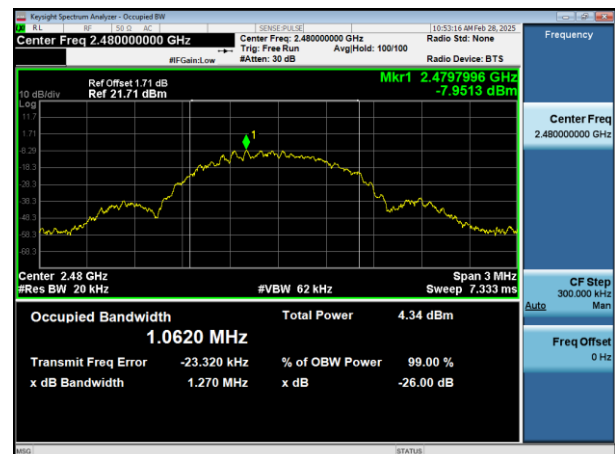 Keysight Spectrum Analyzer - Occupied BW
RL RF 50 Ω AC SENSE:PULSE 10:53:16 AM Feb 28, 2025
Center Freq 2.480000000 GHz
Center Freq: 2.480000000 GHz
Radio Std: None
Trig: Free Run Avg|Hold: 100/100
#IFGain:Low
#Atten: 30 dB
Radio Device: BTS
Frequency
Ref Offset 1.71 dB
Mkr1 2.4797996 GHz
10 dB/div Ref 21.71 dBm
-7.9513 dBm
Log
11.7
1.71
-8.29
-18.3
-28.3
-38.3
-48.3
-58.3
-68.3
1
Center 2.48 GHz
Span 3 MHz
#Res BW 20 kHz
#VBW 62 kHz
Sweep 7.333 ms
Occupied Bandwidth
1.0620 MHz
Total Power 4.34 dBm
Transmit Freq Error -23.320 kHz
% of OBW Power 99.00 %
x dB Bandwidth 1.270 MHz
x dB -26.00 dB
Center Freq
2.480000000 GHz
CF Step
300.000 kHz
Auto Man
Freq Offset
0 Hz
MSG
STATUS